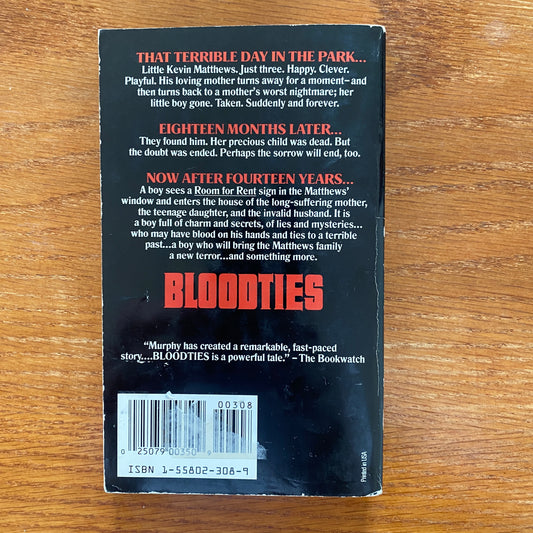 THAT TERRIBLE DAY IN THE PARK...
Little Kevin Matthews. Just three. Happy. Clever.
Playful. His loving mother turns away for a moment—and
then turns back to a mother's worst nightmare; her
little boy gone. Taken. Suddenly and forever.
EIGHTEEN MONTHS LATER...
They found him. Her precious child was dead. But
the doubt was ended. Perhaps the sorrow will end, too.
NOW AFTER FOURTEEN YEARS...
A boy sees a Room for Rent sign in the Matthews'
window and enters the house of the long-suffering mother,
the teenage daughter, and the invalid husband. It is
a boy full of charm and secrets, of lies and mysteries...
who may have blood on his hands and ties to a terrible
past...a boy who will bring the Matthews family
a new terror...and something more.
BLOODTIES
"Murphy has created a remarkable, fast-paced
story....BLOODTIES is a powerful tale." – The Bookwatch
00308
0 25079 00350 9
ISBN 1-55802-308-9
Printed in USA